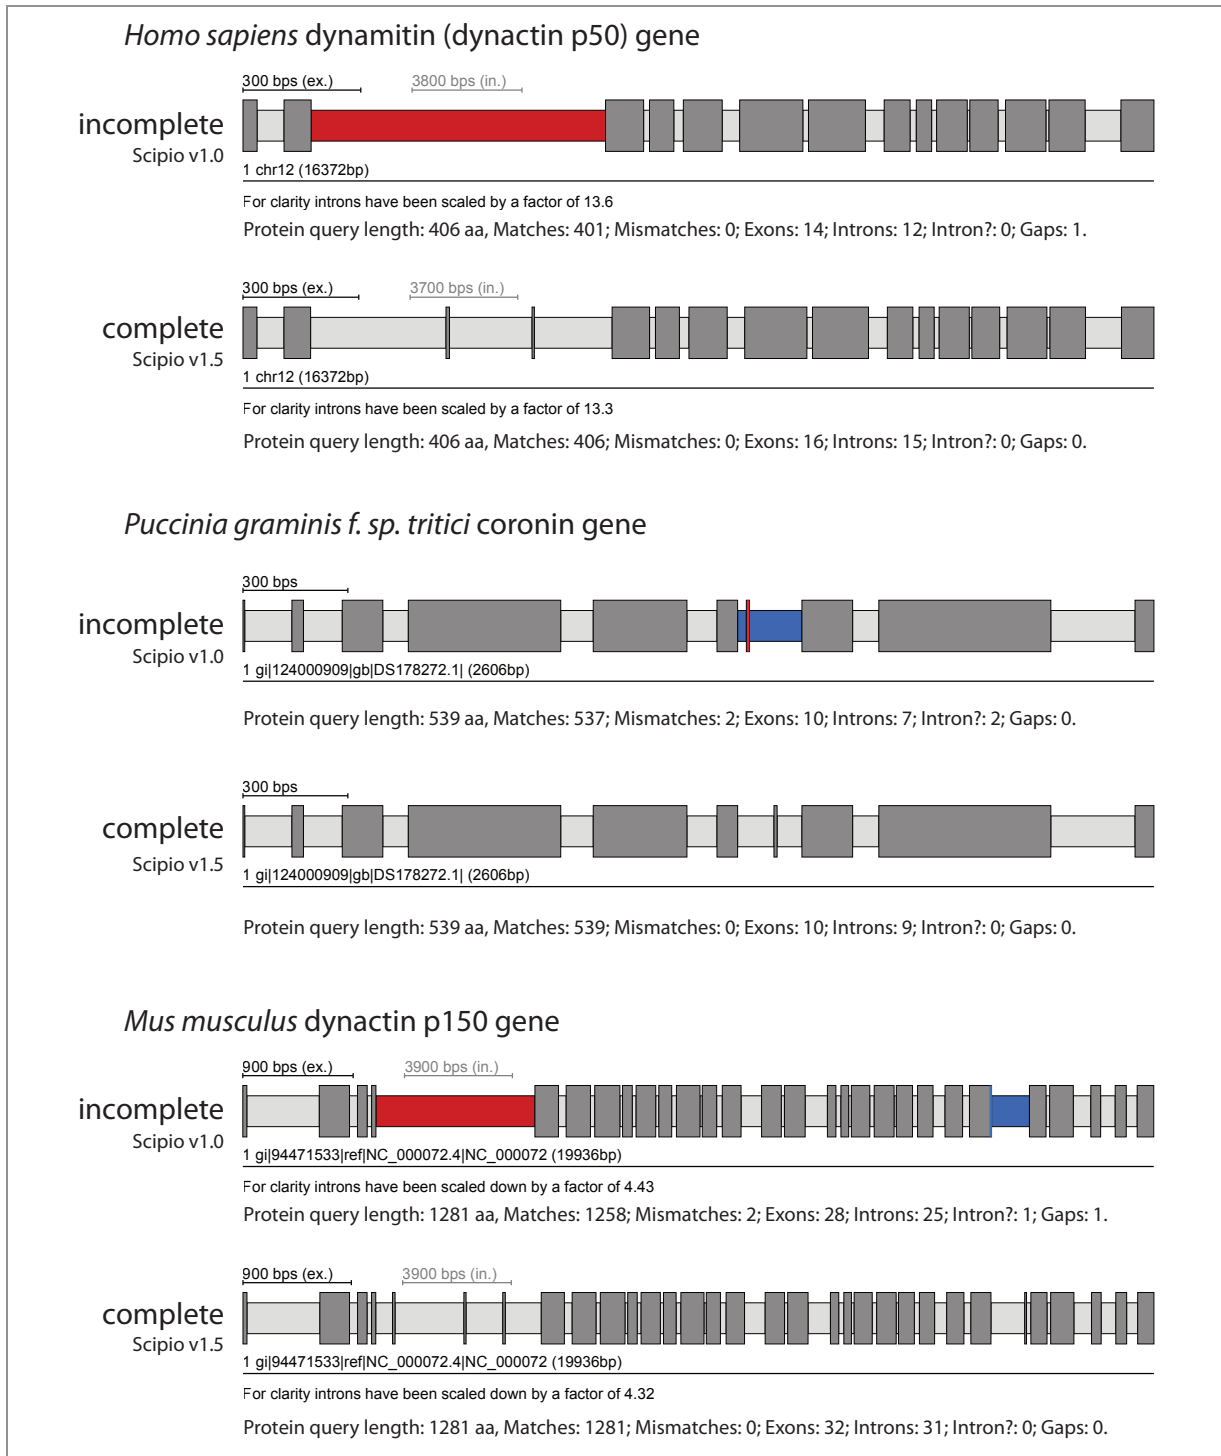 Homo sapiens dynamitin (dynactin p50) gene
300 bps (ex.) 3800 bps (in.)
incomplete
Scipio v1.0
1 chr12 (16372bp)
For clarity introns have been scaled by a factor of 13.6
Protein query length: 406 aa, Matches: 401; Mismatches: 0; Exons: 14; Introns: 12; Intron?: 0; Gaps: 1.
300 bps (ex.) 3700 bps (in.)
complete
Scipio v1.5
1 chr12 (16372bp)
For clarity introns have been scaled by a factor of 13.3
Protein query length: 406 aa, Matches: 406; Mismatches: 0; Exons: 16; Introns: 15; Intron?: 0; Gaps: 0.
Puccinia graminis f. sp. tritici coronin gene
300 bps
incomplete
Scipio v1.0
1 gi|124000909|gb|DS178272.1| (2606bp)
Protein query length: 539 aa, Matches: 537; Mismatches: 2; Exons: 10; Introns: 7; Intron?: 2; Gaps: 0.
300 bps
complete
Scipio v1.5
1 gi|124000909|gb|DS178272.1| (2606bp)
Protein query length: 539 aa, Matches: 539; Mismatches: 0; Exons: 10; Introns: 9; Intron?: 0; Gaps: 0.
Mus musculus dynactin p150 gene
900 bps (ex.) 3900 bps (in.)
incomplete
Scipio v1.0
1 gi|94471533|ref|NC_000072.4|NC_000072 (19936bp)
For clarity introns have been scaled down by a factor of 4.43
Protein query length: 1281 aa, Matches: 1258; Mismatches: 2; Exons: 28; Introns: 25; Intron?: 1; Gaps: 1.
900 bps (ex.) 3900 bps (in.)
complete
Scipio v1.5
1 gi|94471533|ref|NC_000072.4|NC_000072 (19936bp)
For clarity introns have been scaled down by a factor of 4.32
Protein query length: 1281 aa, Matches: 1281; Mismatches: 0; Exons: 32; Introns: 31; Intron?: 0; Gaps: 0.